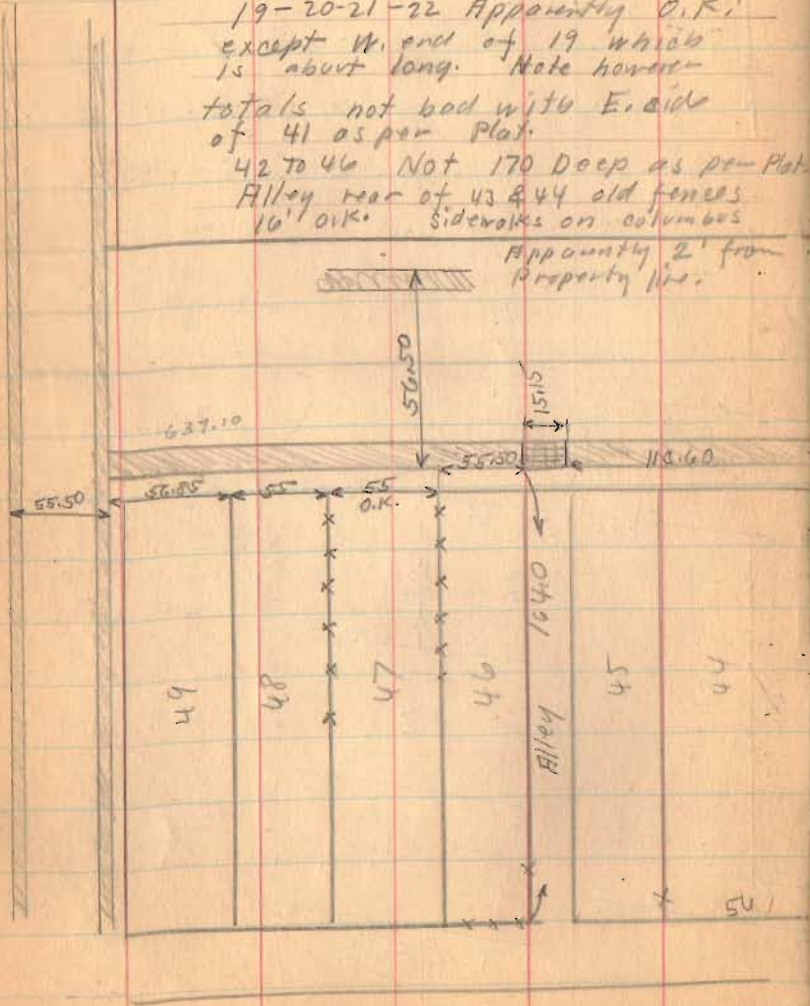 19-20-21-22 Apparently O.K.
except W. end of 19 which
is aburt long. Note however
totals not bad with E. side
of 41 as per Plat.
42 TO 46 Not 170 Deep as per Plat
Alley rear of 43 & 44 old fences
16' O.K. Sidewalks on columbus
Apparently 2' from
Property line.
56.50
15.15
637.10
55.50
118.60
55.50
56.85
55
55
O.K.
49
48
47
46
Alley 164.0
45
44
54